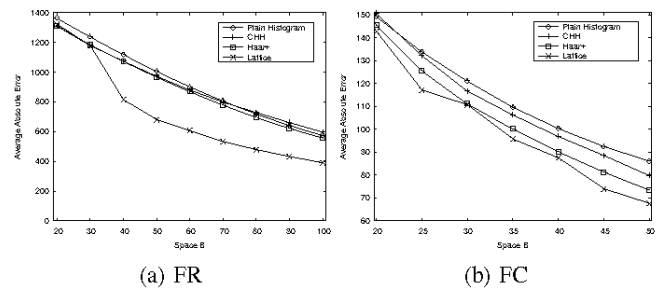 1400
1200
1000
800
600
400
200
0
Average Absolute Error
20 30 40 50 60 70 80 90 100
Space B
Plain Histogram
CHH
Haar+
Lattice
(a) FR
150
140
130
120
110
100
90
80
70
60
Average Absolute Error
20 25 30 35 40 45 50
Space B
Plain Histogram
CHH
Haar+
Lattice
(b) FC